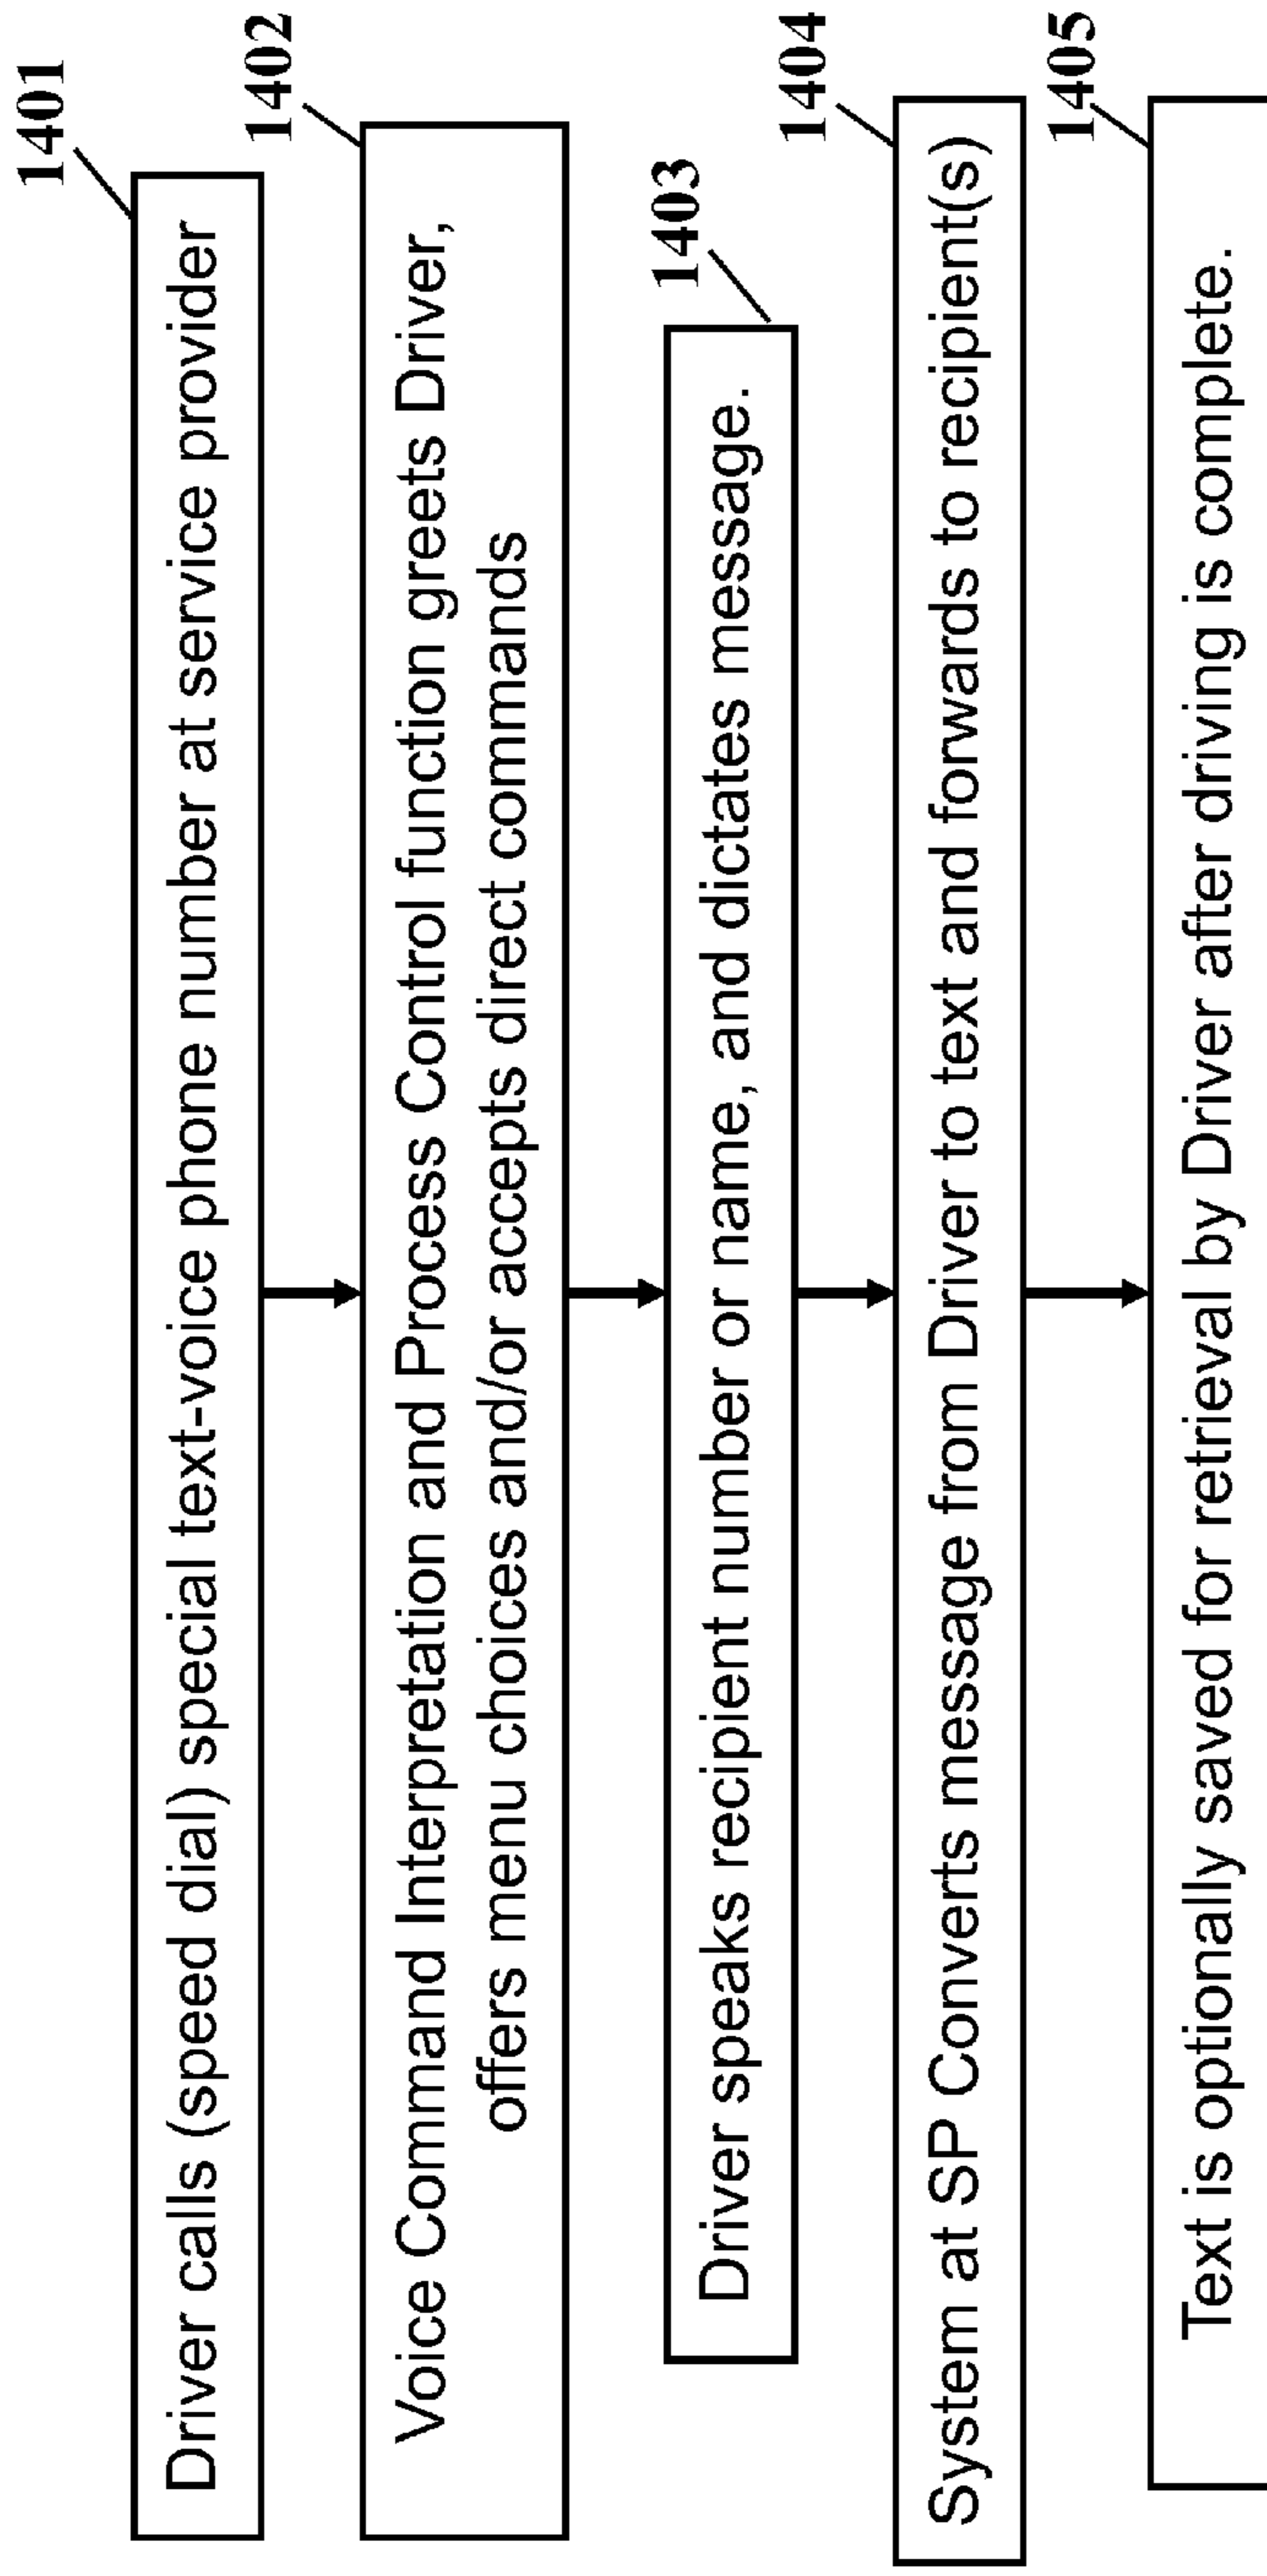 1401
Driver calls (speed dial) special text-voice phone number at service provider
1402
Voice Command Interpretation and Process Control function greets Driver,
offers menu choices and/or accepts direct commands
1403
Driver speaks recipient number or name, and dictates message.
1404
System at SP Converts message from Driver to text and forwards to recipient(s)
1405
Text is optionally saved for retrieval by Driver after driving is complete.